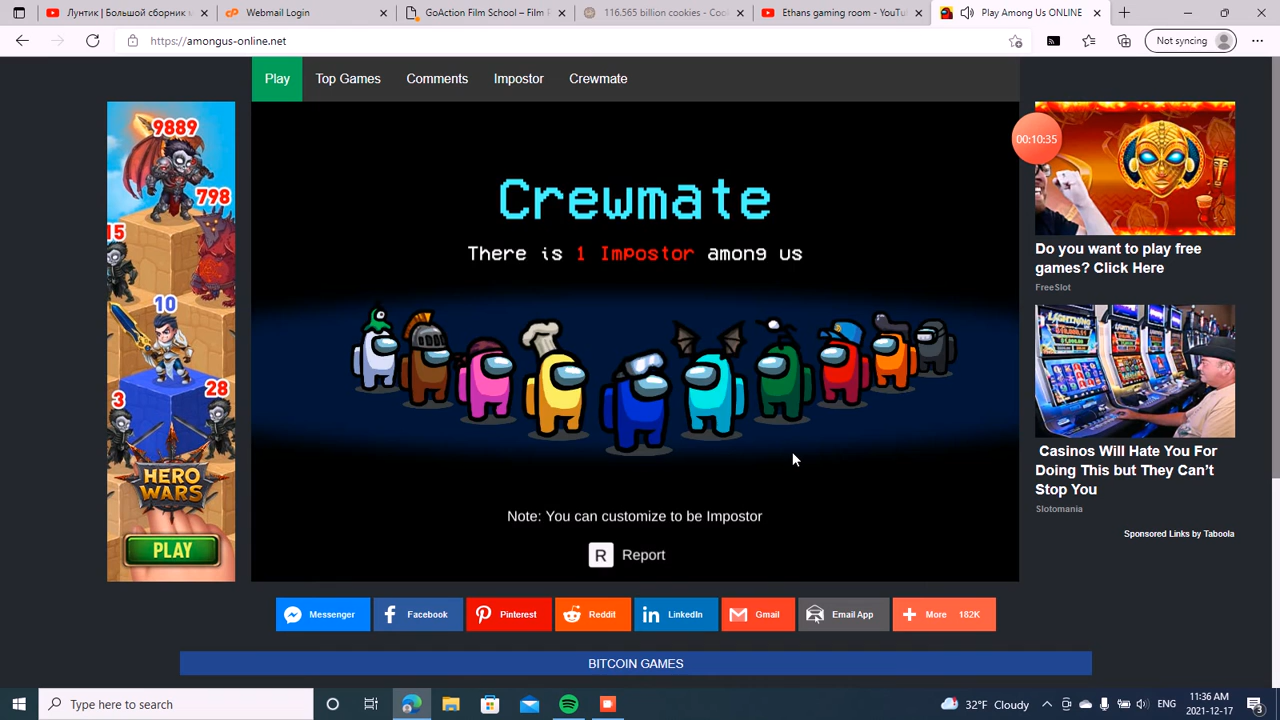 Лунтик | Большой сборник м
Webmail Login
GoAction Films School – Film P
116.565 billion cookies - Cook
Ethans gaming room - YouTu
Play Among Us ONLINE
https://amongus-online.net
Not syncing
Play
Top Games
Comments
Impostor
Crewmate
9889
798
15
10
28
3
HERO
WARS
PLAY
Crewmate
There is 1 Impostor among us
Note: You can customize to be Impostor
R Report
00:10:35
Do you want to play free
games? Click Here
FreeSlot
Casinos Will Hate You For
Doing This but They Can't
Stop You
Slotomania
Sponsored Links by Taboola
Messenger
Facebook
Pinterest
Reddit
LinkedIn
Gmail
Email App
More 182K
BITCOIN GAMES
Type here to search
32°F Cloudy
ENG
11:36 AM
2021-12-17
3